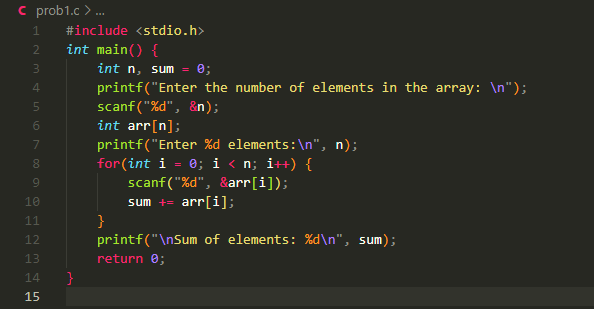 C prob1.c > ...
1 #include <stdio.h>
2 int main() {
3     int n, sum = 0;
4     printf("Enter the number of elements in the array: \n");
5     scanf("%d", &n);
6     int arr[n];
7     printf("Enter %d elements:\n", n);
8     for(int i = 0; i < n; i++) {
9         scanf("%d", &arr[i]);
10         sum += arr[i];
11     }
12     printf("\nSum of elements: %d\n", sum);
13     return 0;
14 }
15